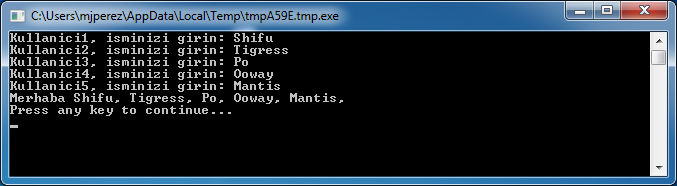 C:\Users\mjperez\AppData\Local\Temp\tmpA59E.tmp.exe
Kullanici1, isminizi girin: Shifu
Kullanici2, isminizi girin: Tigress
Kullanici3, isminizi girin: Po
Kullanici4, isminizi girin: Ooway
Kullanici5, isminizi girin: Mantis
Merhaba Shifu, Tigress, Po, Ooway, Mantis,
Press any key to continue...